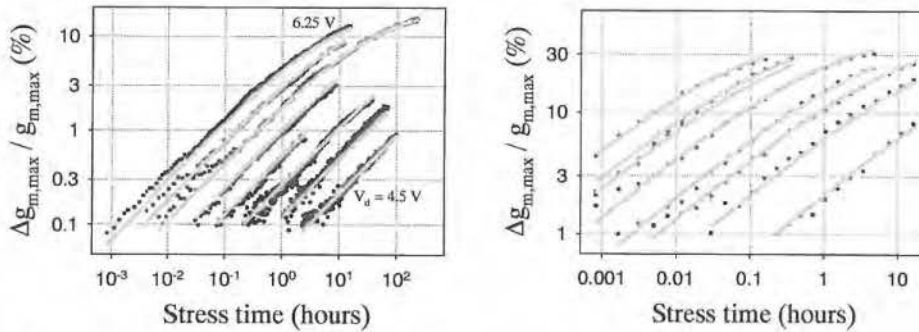 Δg_m,max / g_m,max (%)
10
3
1
0.3
0.1
6.25 V
V_d = 4.5 V
10^-3 10^-2 10^-1 10^0 10^1 10^2
Stress time (hours)
Δg_m,max / g_m,max (%)
30
10
3
1
0.001 0.01 0.1 1 10
Stress time (hours)